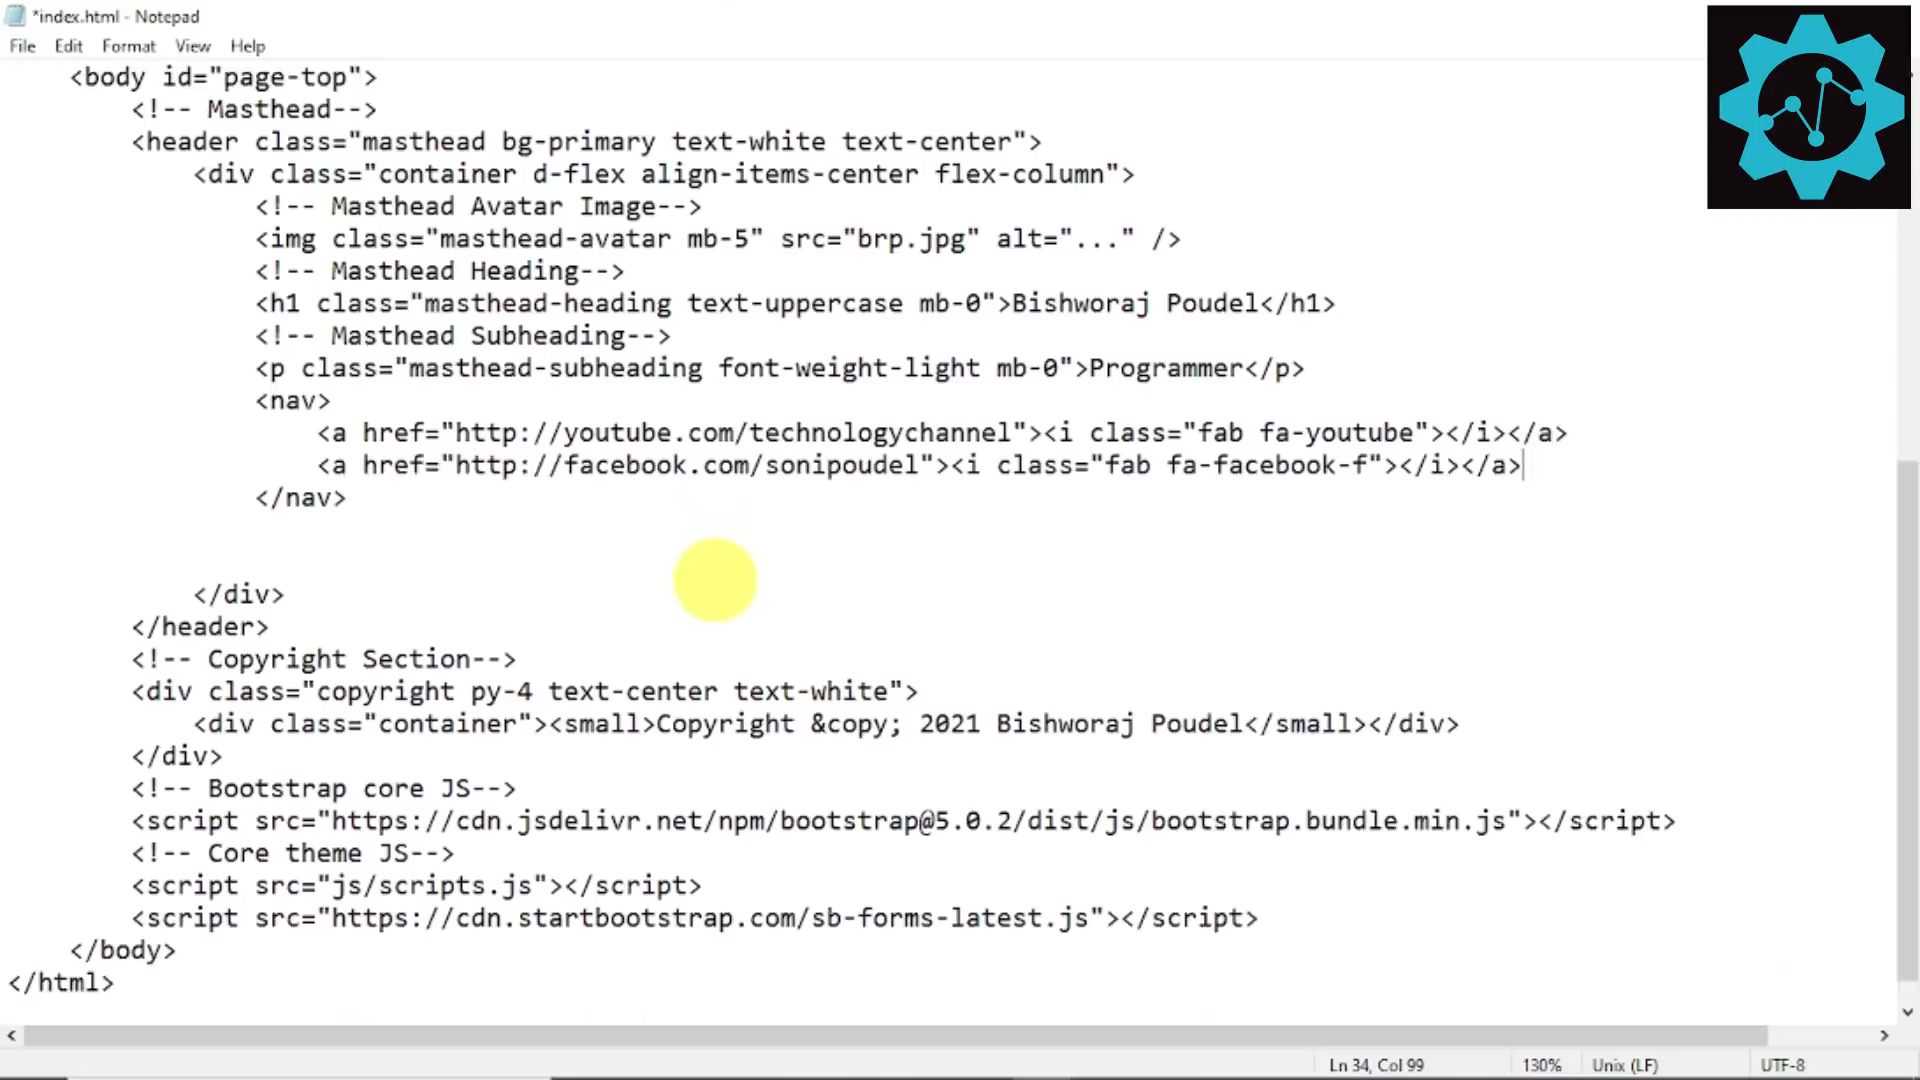 *index.html - Notepad
File Edit Format View Help
<body id="page-top">
<!-- Masthead-->
<header class="masthead bg-primary text-white text-center">
<div class="container d-flex align-items-center flex-column">
<!-- Masthead Avatar Image-->
<img class="masthead-avatar mb-5" src="brp.jpg" alt="..." />
<!-- Masthead Heading-->
<h1 class="masthead-heading text-uppercase mb-0">Bishworaj Poudel</h1>
<!-- Masthead Subheading-->
<p class="masthead-subheading font-weight-light mb-0">Programmer</p>
<nav>
<a href="http://youtube.com/technologychannel"><i class="fab fa-youtube"></i></a>
<a href="http://facebook.com/sonipoudel"><i class="fab fa-facebook-f"></i></a>
</nav>
</div>
</header>
<!-- Copyright Section-->
<div class="copyright py-4 text-center text-white">
<div class="container"><small>Copyright &copy; 2021 Bishworaj Poudel</small></div>
</div>
<!-- Bootstrap core JS-->
<script src="https://cdn.jsdelivr.net/npm/bootstrap@5.0.2/dist/js/bootstrap.bundle.min.js"></script>
<!-- Core theme JS-->
<script src="js/scripts.js"></script>
<script src="https://cdn.startbootstrap.com/sb-forms-latest.js"></script>
</body>
</html>
Ln 34, Col 99 130% Unix (LF) UTF-8